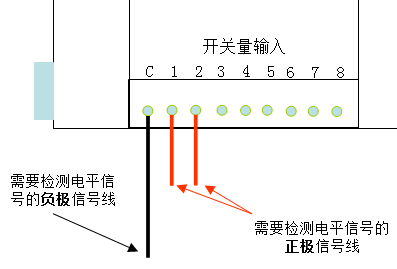 开关量输入
C 1 2 3 4 5 6 7 8
需要检测电平信
号的负极信号线
需要检测电平信号的
正极信号线